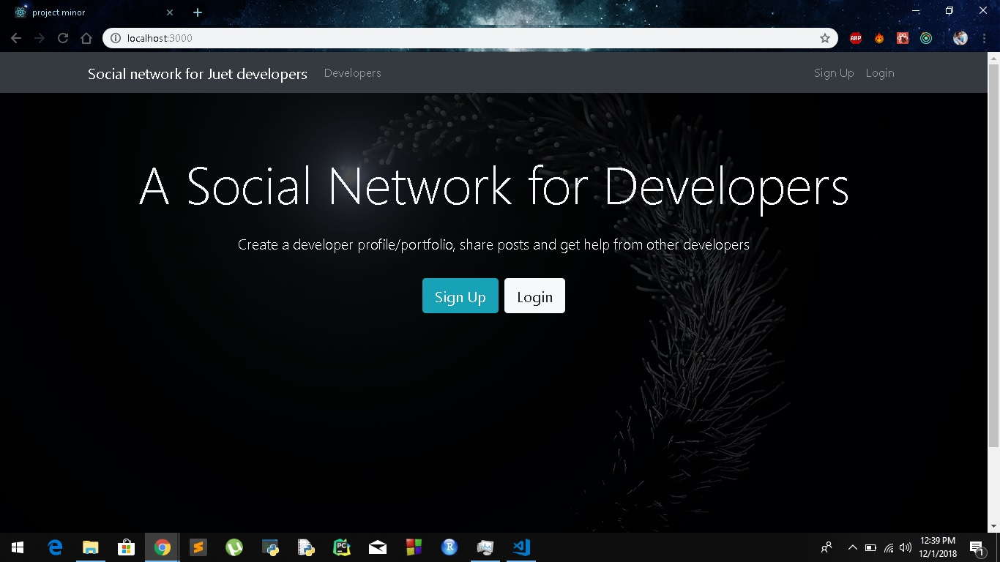 project minor
localhost:3000
ABP
Social network for Juet developers
Developers
Sign Up
Login
A Social Network for Developers
Create a developer profile/portfolio, share posts and get help from other developers
Sign Up
Login
PC
R
12:39 PM
12/1/2018
1